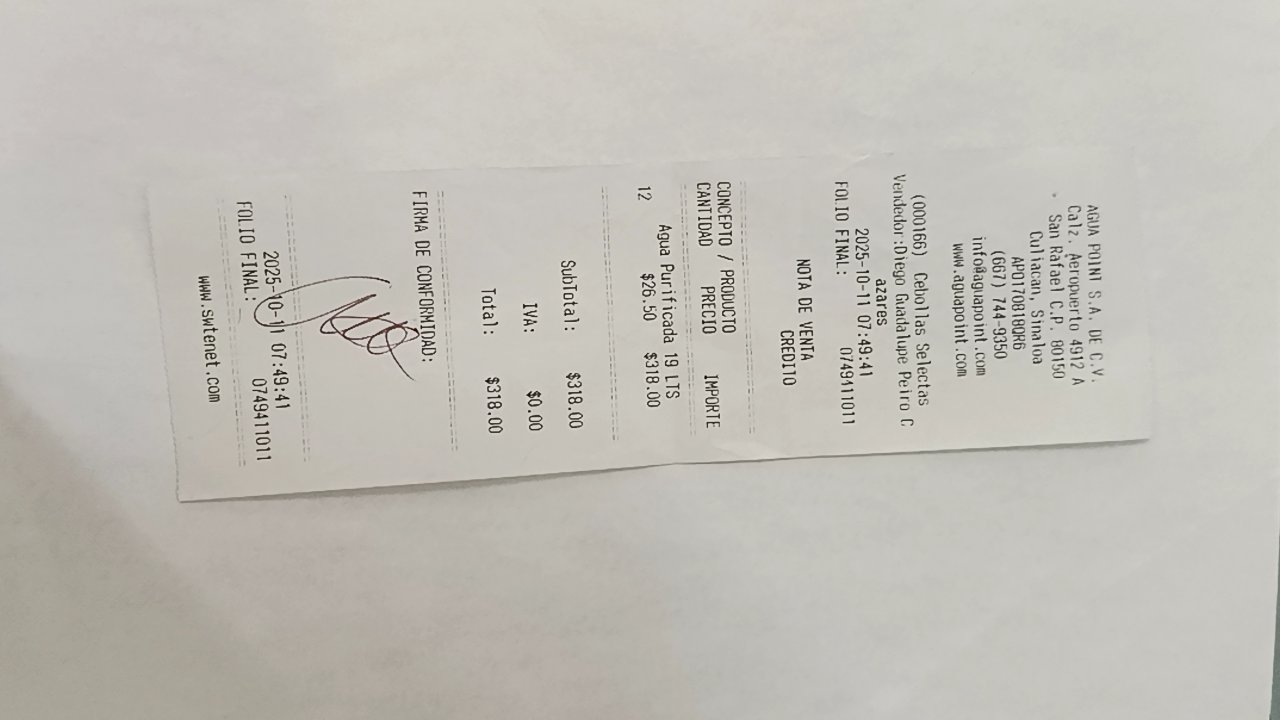 AGUA POINT S.A. DE C.V.
Calz. Aeropuerto 4912 A
San Rafael C.P. 80150
Culiacan, Sinaloa
APO170818QR6
(667) 744-9350
info@aguapoint.com
www.aguapoint.com
(000166) Cebollas Selectas
Vendedor:Diego Guadalupe Peiro C
azares
2025-10-11 07:49:41
FOLIO FINAL: 0749411011
NOTA DE VENTA
CREDITO
CONCEPTO / PRODUCTO
CANTIDAD PRECIO IMPORTE
Agua Purificada 19 LTS
12 $26.50 $318.00
SubTotal: $318.00
IVA: $0.00
Total: $318.00
FIRMA DE CONFORMIDAD:
2025-10-11 07:49:41
FOLIO FINAL: 0749411011
www.swtenet.com